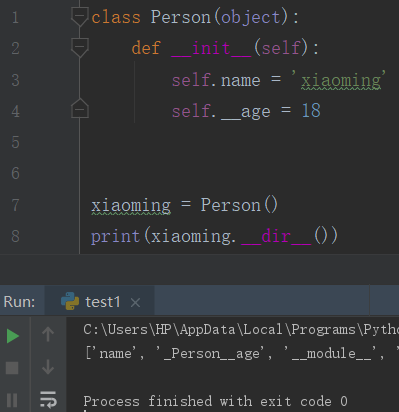 1 class Person(object):
2 def __init__(self):
3 self.name = 'xiaoming'
4 self.__age = 18
5
6
7 xiaoming = Person()
8 print(xiaoming.__dir__())
Run: test1 ×
C:\Users\HP\AppData\Local\Programs\Pytho
['name', '_Person__age', '__module__', '
Process finished with exit code 0